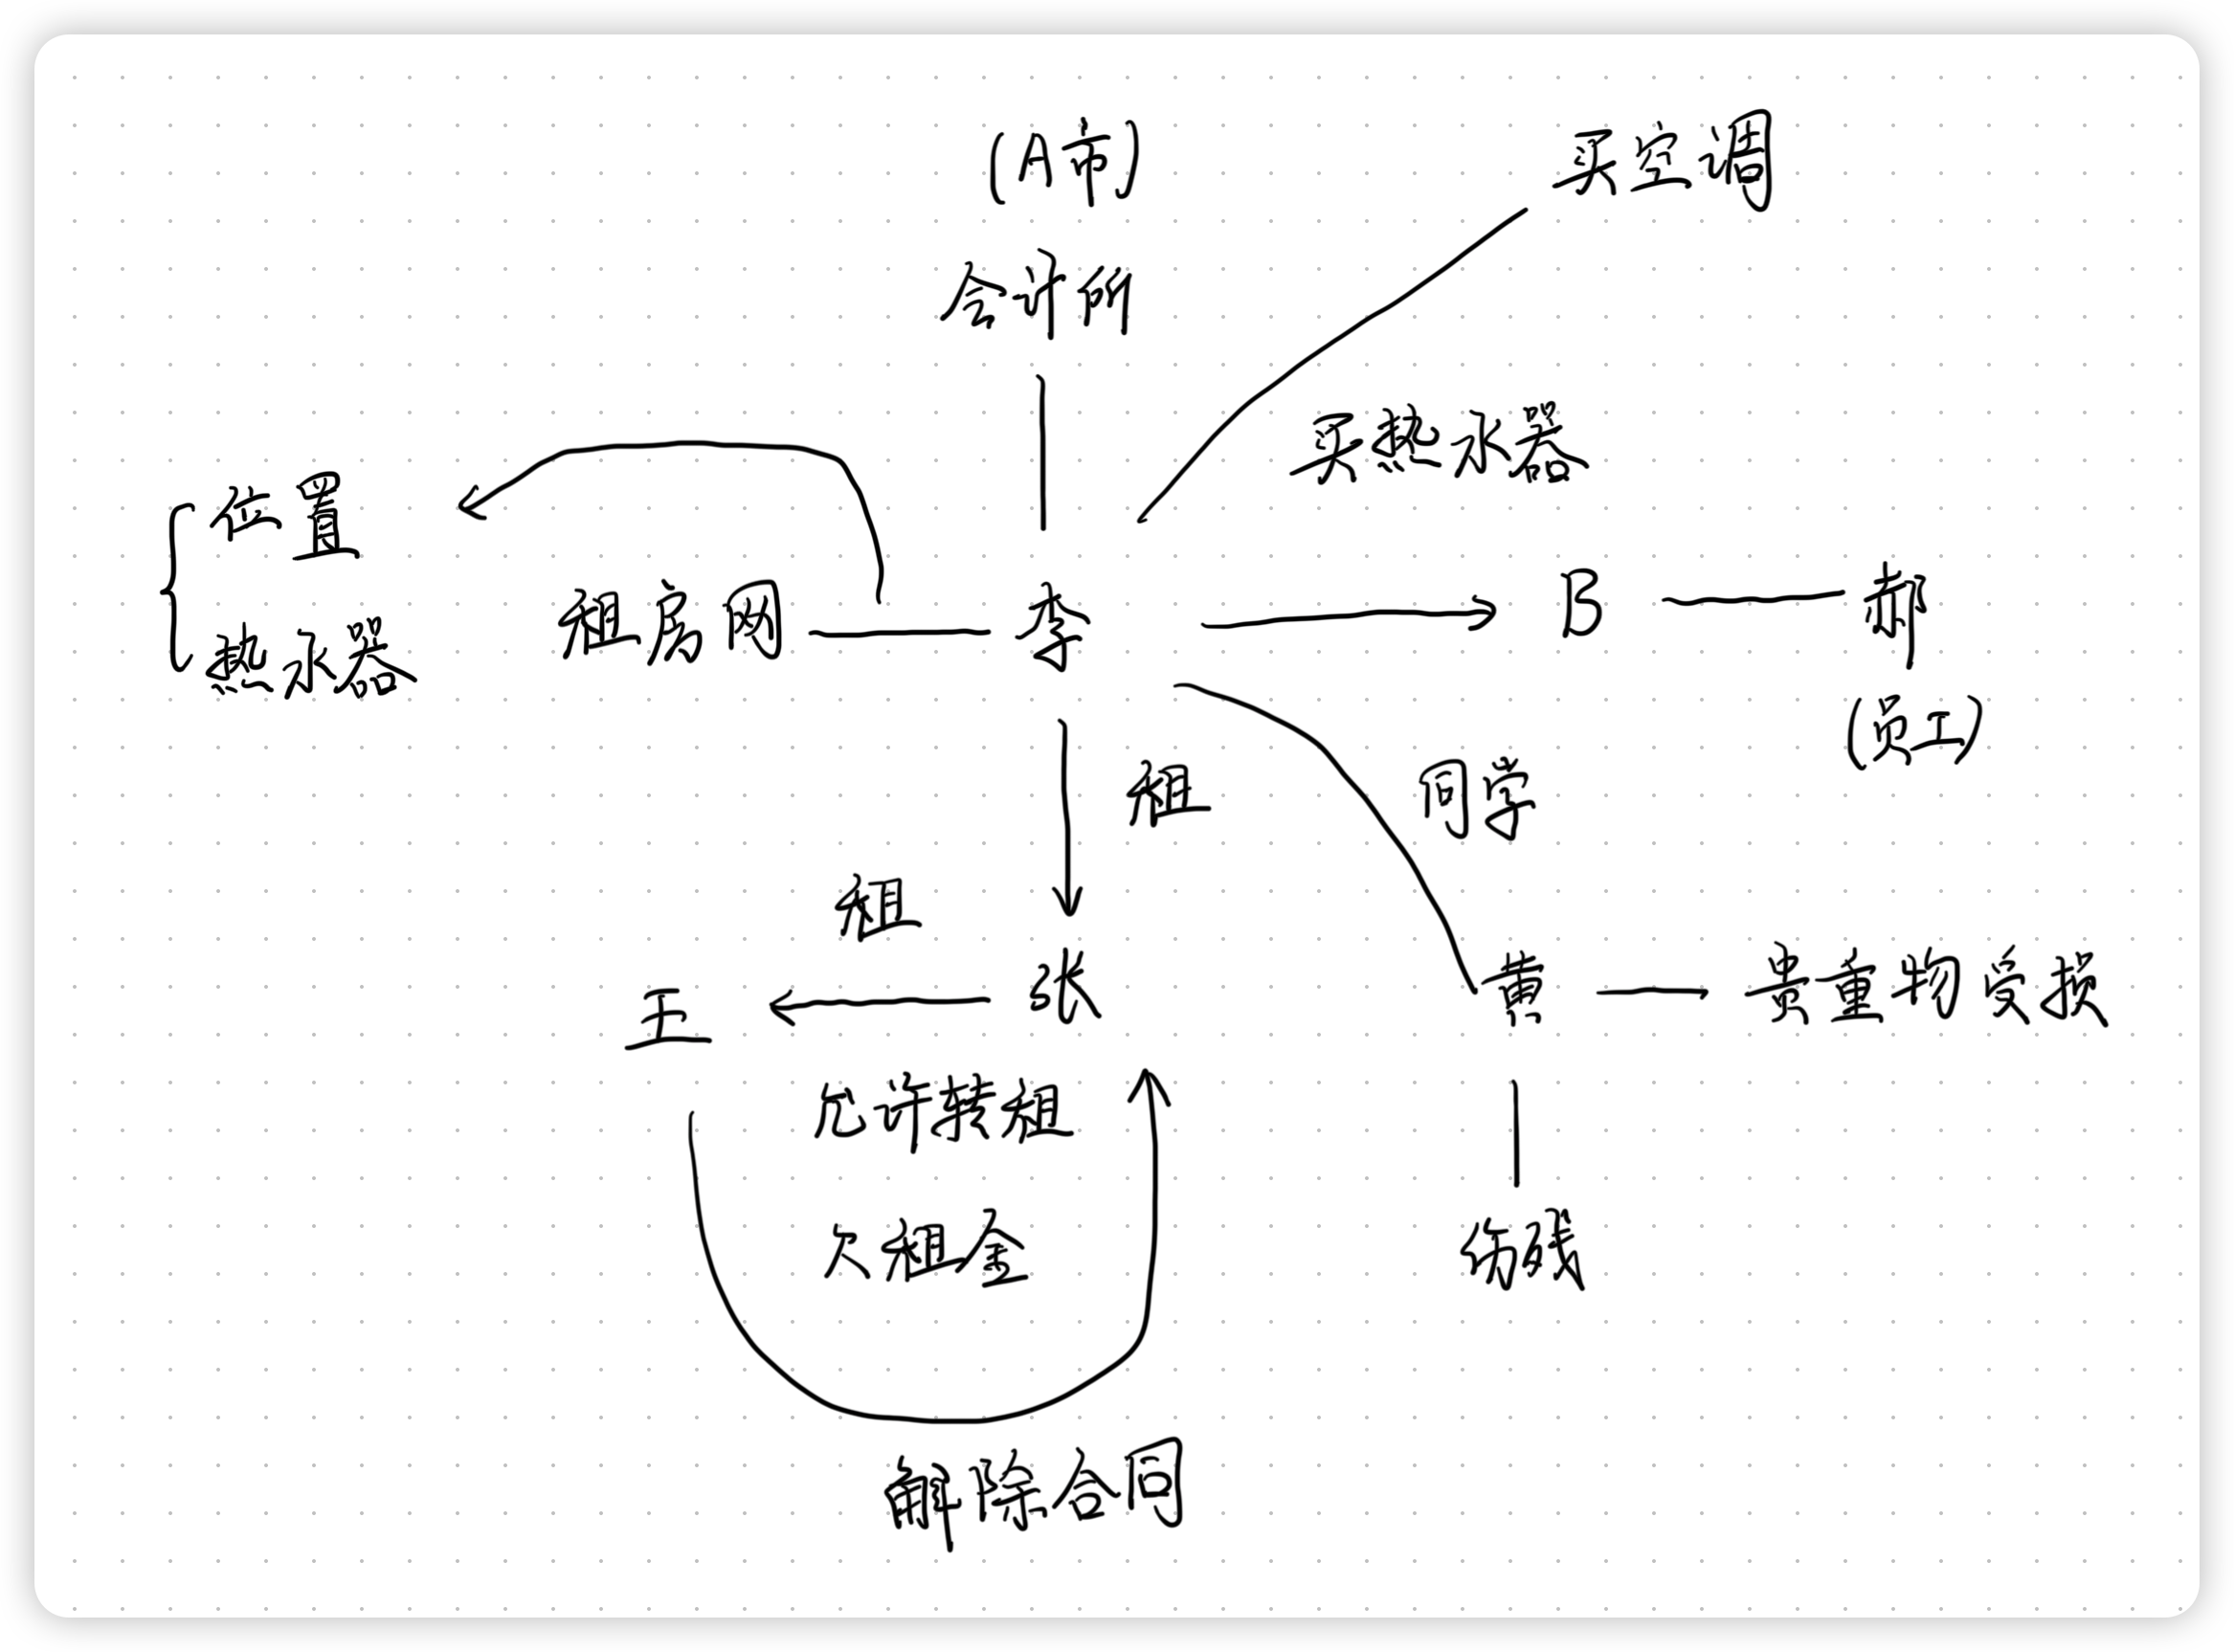 (A市)
买空调
会计所
买热水器
位置
热水器
租房网
李
B
郝
(员工)
租
同学
租
王
张
黄
贵重物受损
允许转租
欠租金
伤残
解除合同